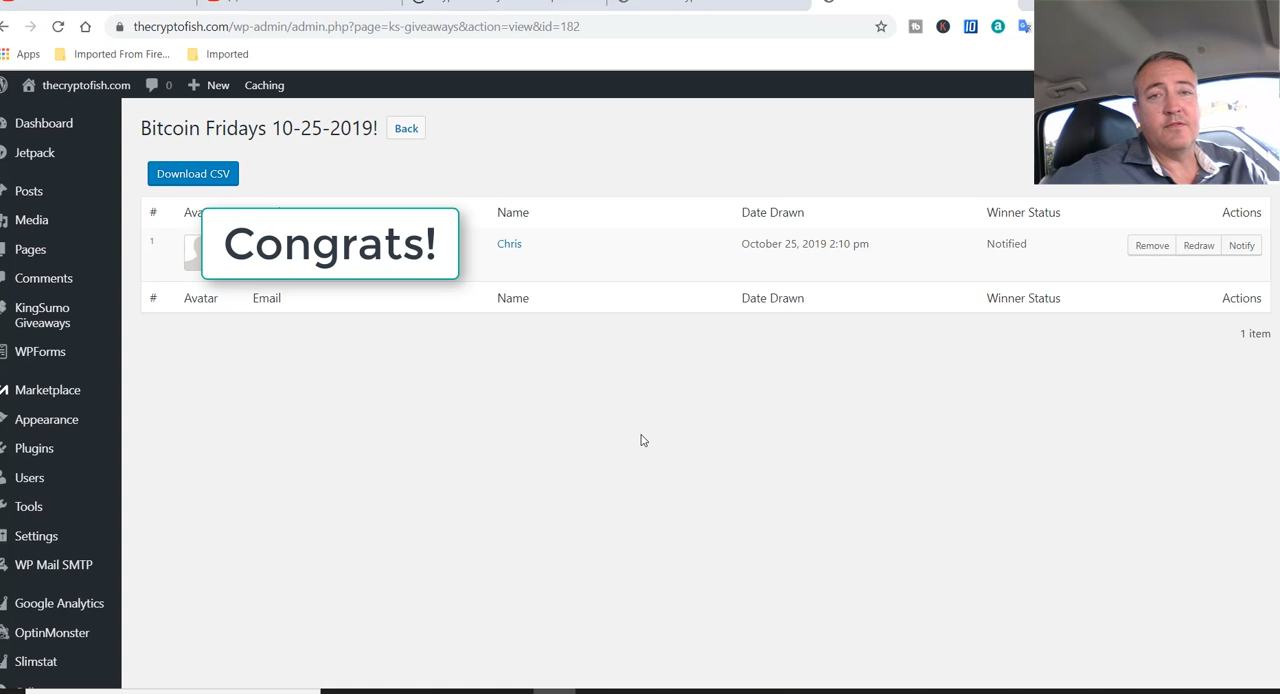 thecryptofish.com/wp-admin/admin.php?page=ks-giveaways&action=view&id=182
Apps
Imported From Fire...
Imported
thecryptofish.com
0
New
Caching
Dashboard
Jetpack
Posts
Media
Pages
Comments
KingSumo
Giveaways
WPForms
Marketplace
Appearance
Plugins
Users
Tools
Settings
WP Mail SMTP
Google Analytics
OptinMonster
Slimstat
Bitcoin Fridays 10-25-2019!
Back
Download CSV
# Name Date Drawn Winner Status Actions
Congrats!
1 Chris October 25, 2019 2:10 pm Notified Remove Redraw Notify
# Avatar Email Name Date Drawn Winner Status Actions
1 item